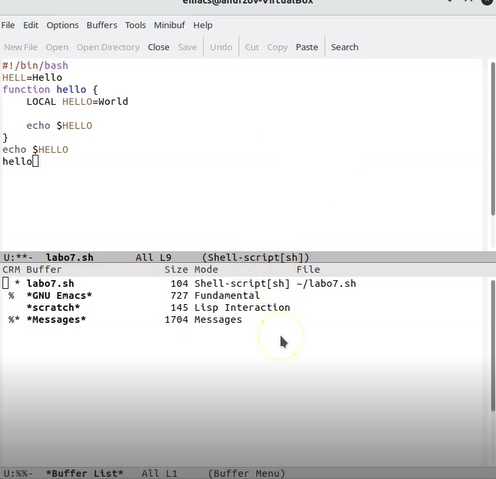 emacs@andrzov-VirtualBox
File Edit Options Buffers Tools Minibuf Help
New File Open Open Directory Close Save Undo Cut Copy Paste Search
#!/bin/bash
HELL=Hello
function hello {
    LOCAL HELLO=World
    echo $HELLO
}
echo $HELLO
hello
U:**- labo7.sh All L9 (Shell-script[sh])
CRM Buffer Size Mode File
* labo7.sh 104 Shell-script[sh] ~/labo7.sh
% *GNU Emacs* 727 Fundamental
*scratch* 145 Lisp Interaction
%* *Messages* 1704 Messages
U:%%- *Buffer List* All L1 (Buffer Menu)